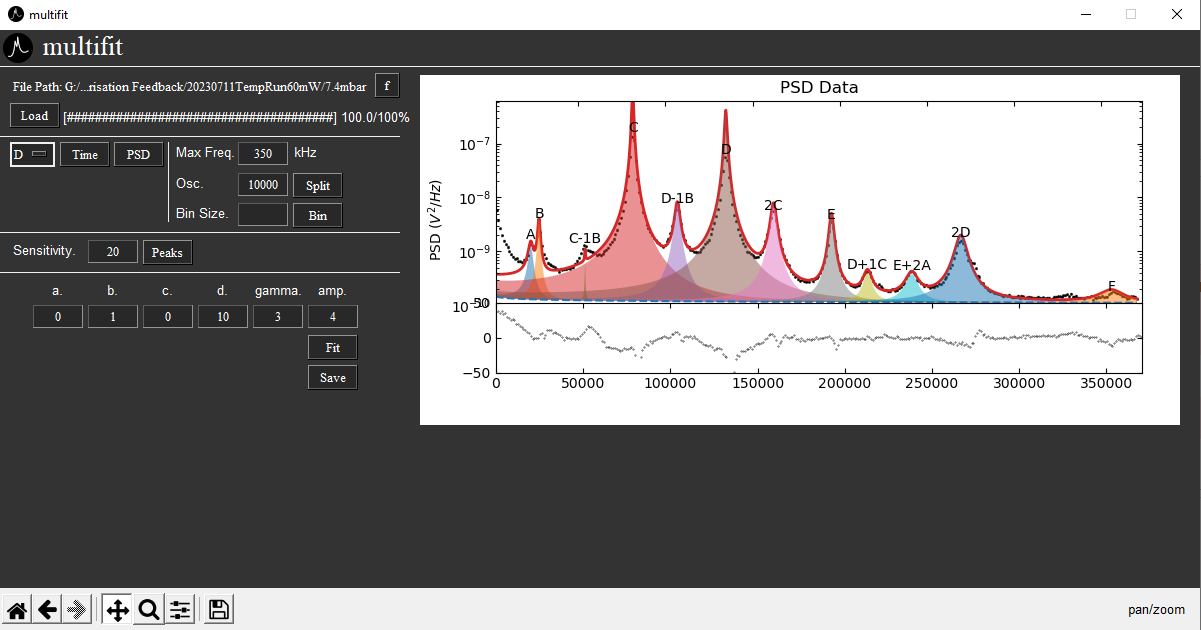 multifit
multifit
File Path: G:/...risation Feedback/20230711TempRun60mW/7.4mbar f
Load [######################################] 100.0/100%
D Time PSD
Max Freq. 350 kHz
Osc. 10000 Split
Bin Size. Bin
Sensitivity. 20 Peaks
a. b. c. d. gamma. amp.
0 1 0 10 3 4
Fit
Save
PSD Data
PSD (V²/Hz)
10⁻⁷
10⁻⁸
10⁻⁹
50
0
−50
A
B
C-1B
C
D-1B
D
2C
E
D+1C
E+2A
2D
F
0 50000 100000 150000 200000 250000 300000 350000
pan/zoom